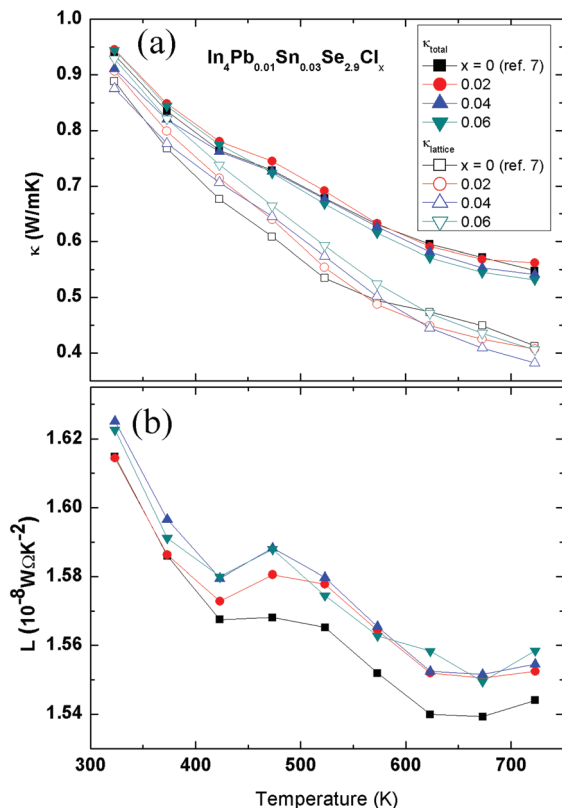 (a)
In4Pb0.01Sn0.03Se2.9Clx
κtotal
x = 0 (ref. 7)
0.02
0.04
0.06
κlattice
x = 0 (ref. 7)
0.02
0.04
0.06
κ (W/mK)
1.0
0.9
0.8
0.7
0.6
0.5
0.4
(b)
L (10-8WΩK-2)
1.62
1.60
1.58
1.56
1.54
300 400 500 600 700
Temperature (K)